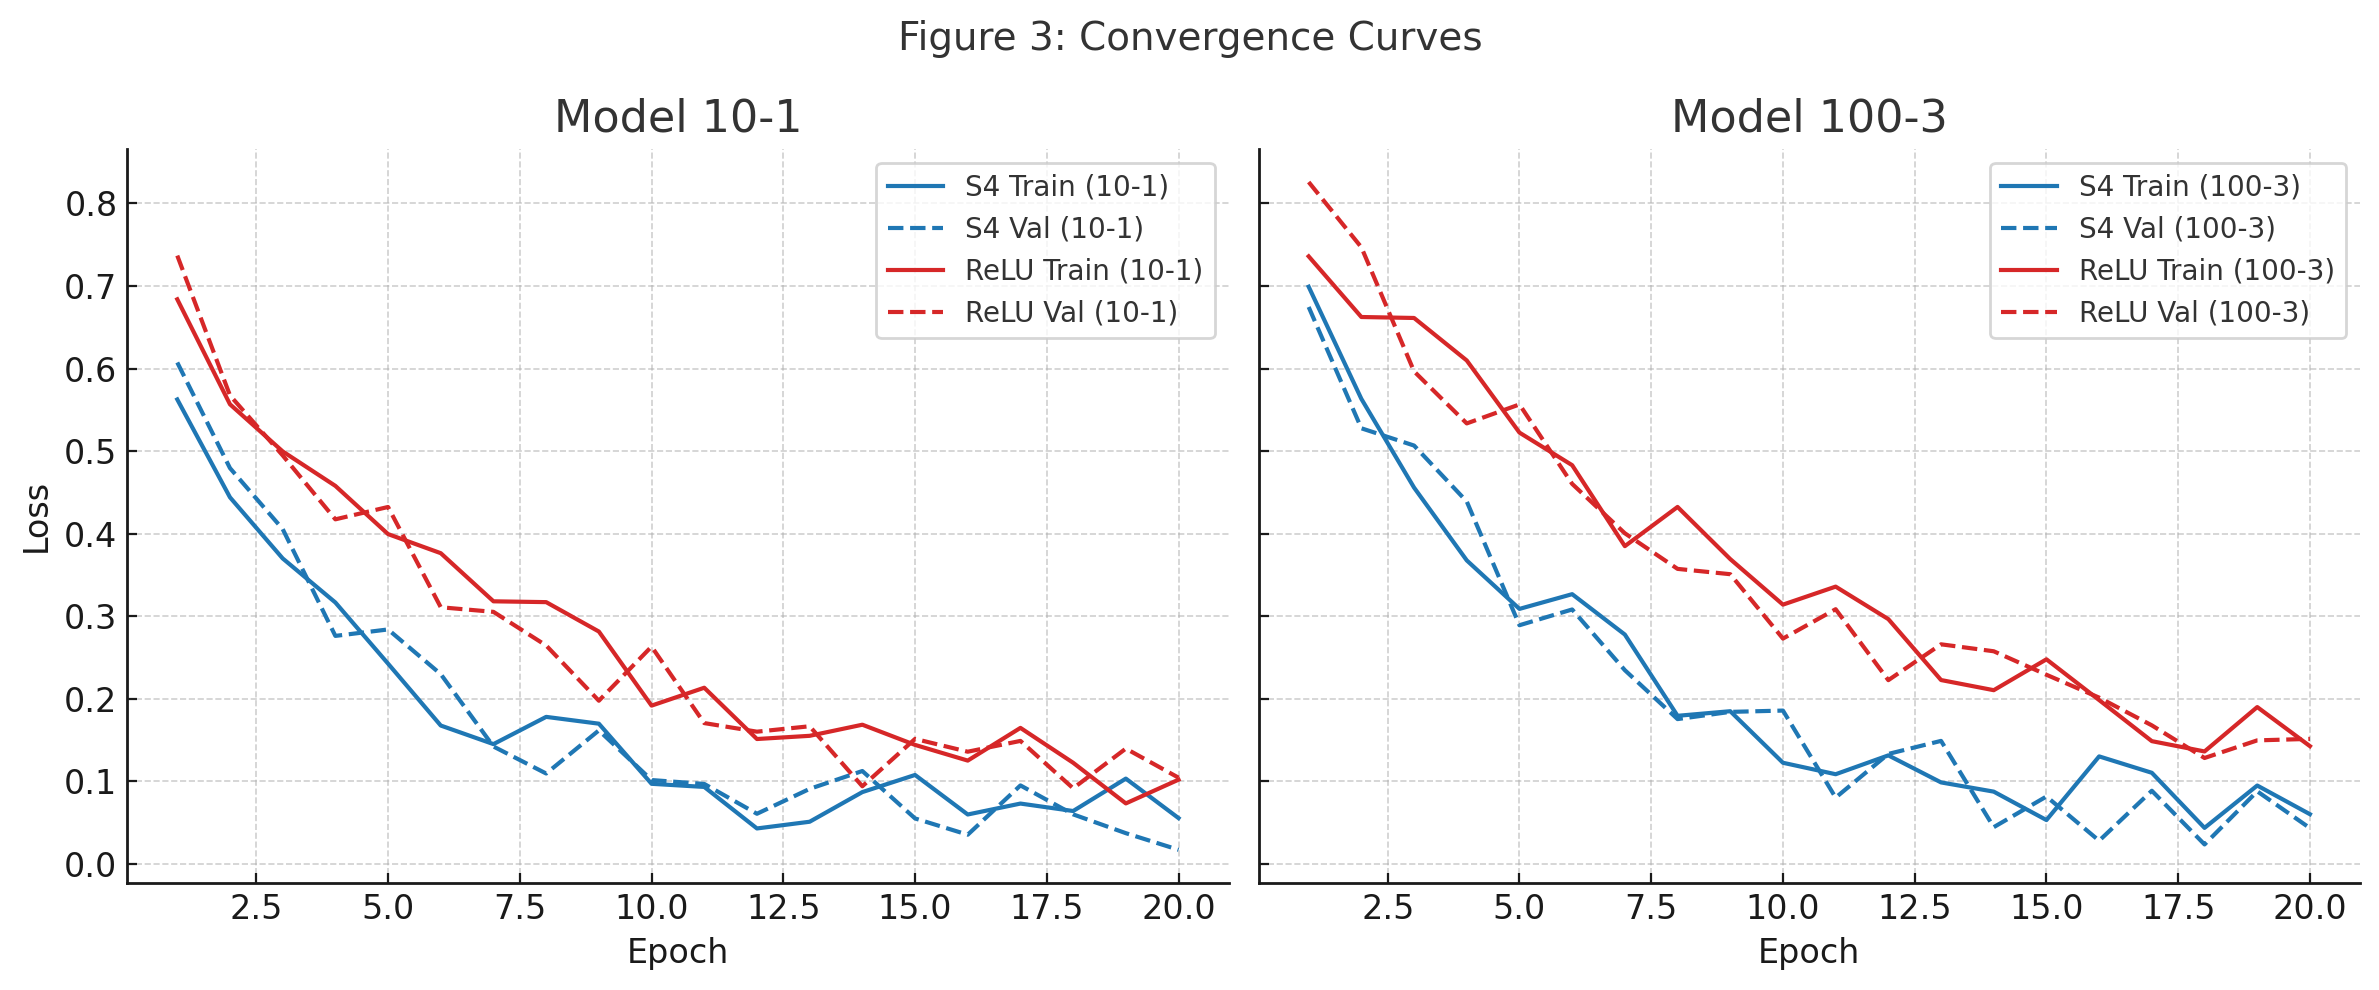 Figure 3: Convergence Curves
Model 10-1
Loss
0.8
0.7
0.6
0.5
0.4
0.3
0.2
0.1
0.0
S4 Train (10-1)
S4 Val (10-1)
ReLU Train (10-1)
ReLU Val (10-1)
2.5 5.0 7.5 10.0 12.5 15.0 17.5 20.0
Epoch
Model 100-3
S4 Train (100-3)
S4 Val (100-3)
ReLU Train (100-3)
ReLU Val (100-3)
2.5 5.0 7.5 10.0 12.5 15.0 17.5 20.0
Epoch